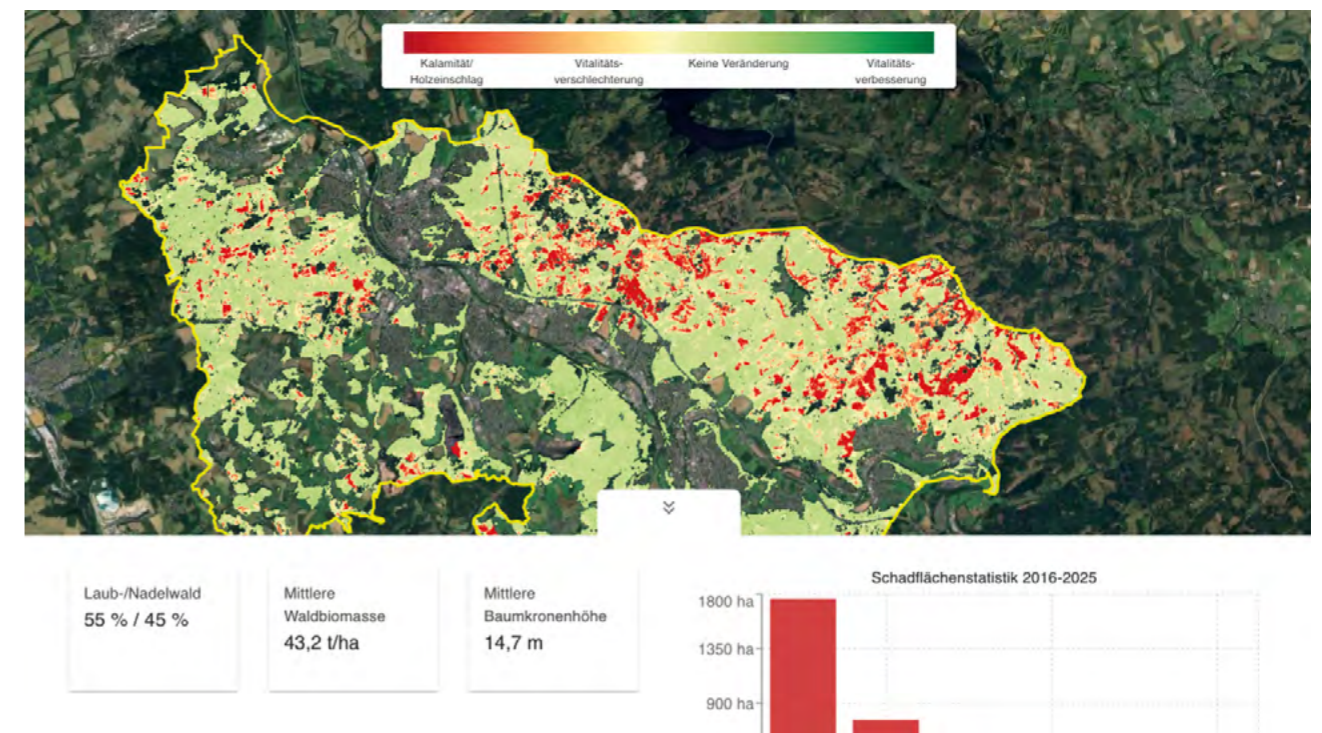 Kalamität/
Holzeinschlag
Vitalitäts-
verschlechterung
Keine Veränderung
Vitalitäts-
verbesserung
Laub-/Nadelwald
55 % / 45 %
Mittlere
Waldbiomasse
43,2 t/ha
Mittlere
Baumkronenhöhe
14,7 m
Schadflächenstatistik 2016-2025
1800 ha
1350 ha
900 ha